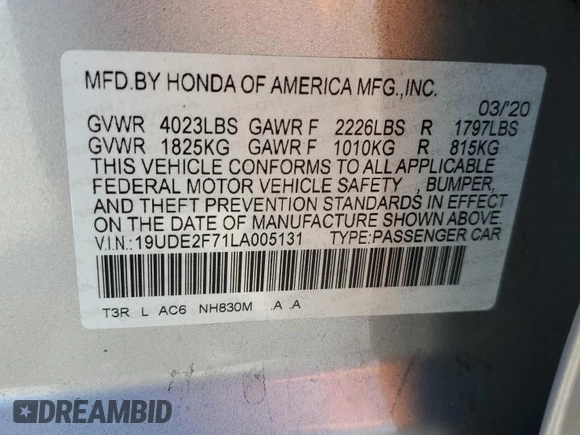 MFD.BY HONDA OF AMERICA MFG.,INC.
03/'20
GVWR 4023LBS GAWR F 2226LBS R 1797LBS
GVWR 1825KG GAWR F 1010KG R 815KG
THIS VEHICLE CONFORMS TO ALL APPLICABLE
FEDERAL MOTOR VEHICLE SAFETY , BUMPER,
AND THEFT PREVENTION STANDARDS IN EFFECT
ON THE DATE OF MANUFACTURE SHOWN ABOVE.
V.I.N.:19UDE2F71LA005131 TYPE:PASSENGER CAR
T3R L AC6 NH830M .A .A
DREAMBID